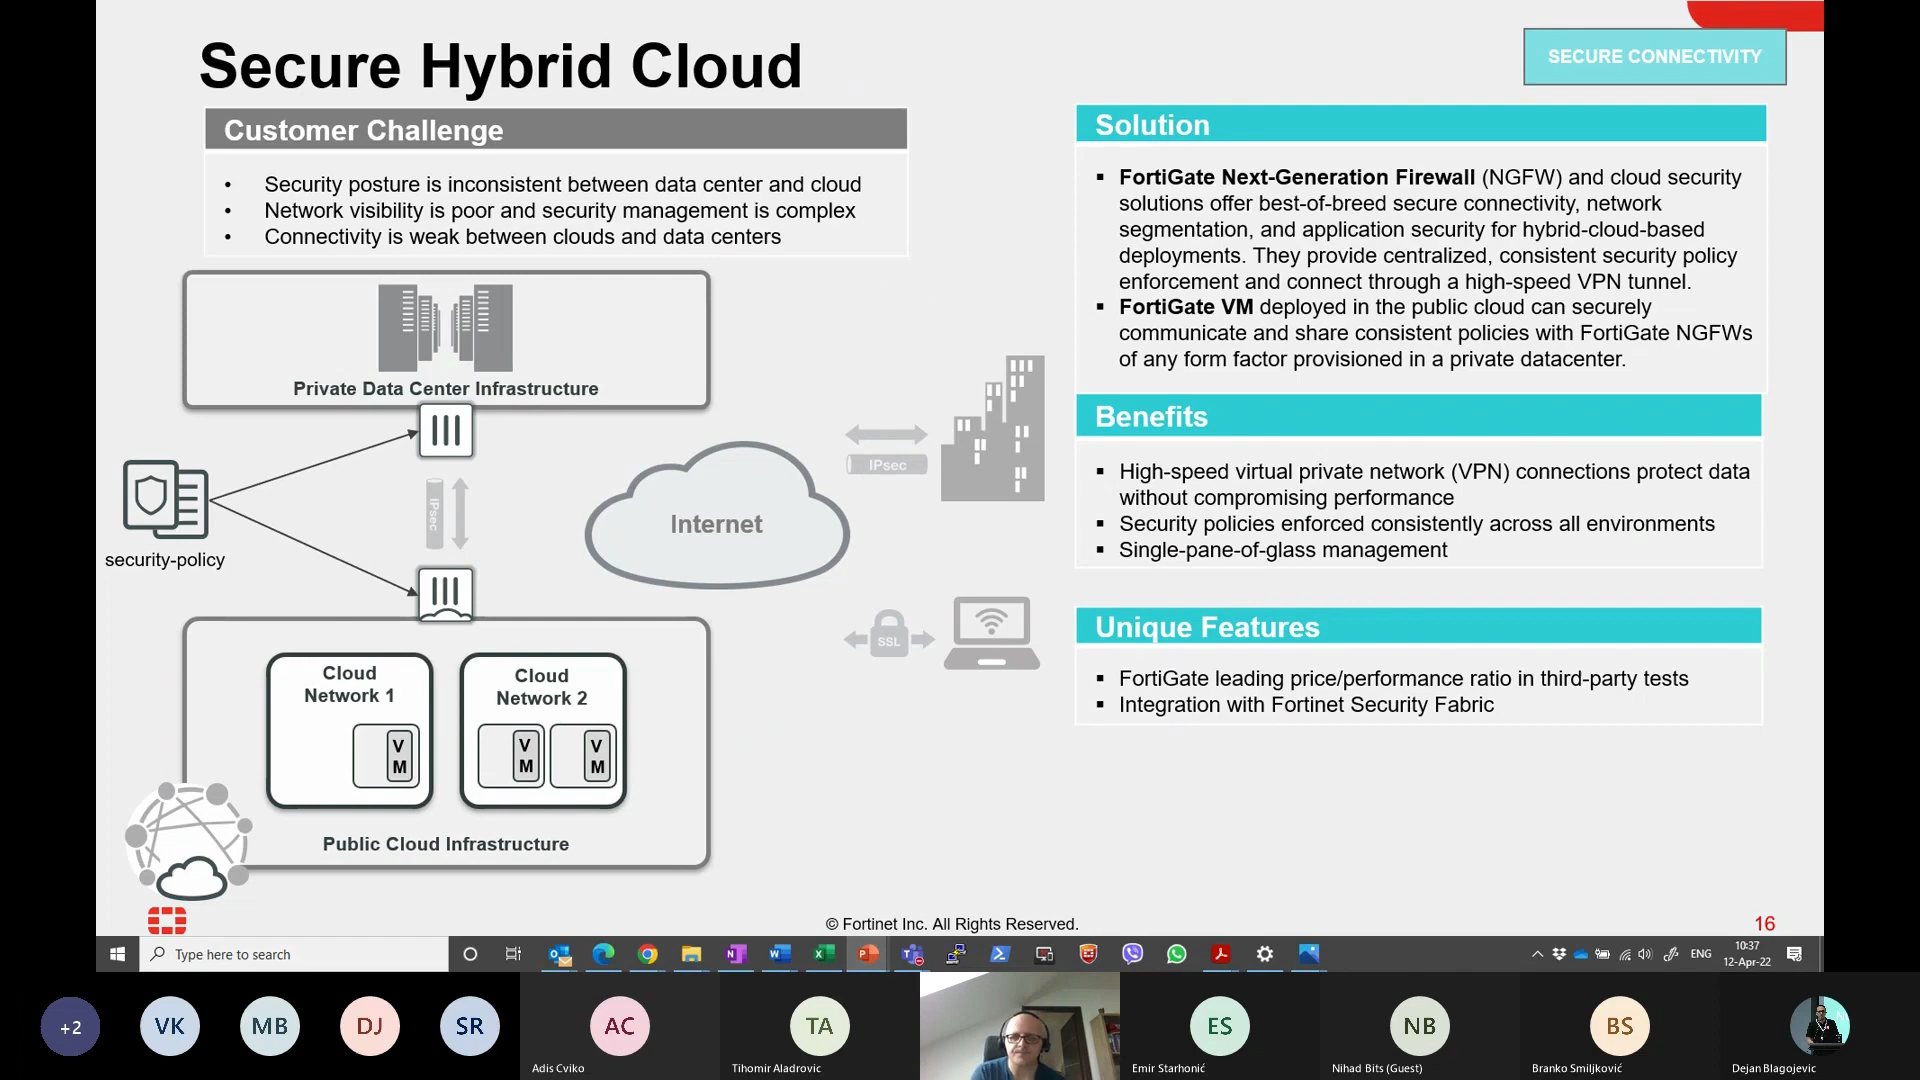 Secure Hybrid Cloud
SECURE CONNECTIVITY
Customer Challenge
• Security posture is inconsistent between data center and cloud
• Network visibility is poor and security management is complex
• Connectivity is weak between clouds and data centers
Private Data Center Infrastructure
security-policy
IPsec
Internet
IPsec
SSL
Cloud
Network 1
V
M
Cloud
Network 2
V
M
V
M
Public Cloud Infrastructure
Solution
▪ FortiGate Next-Generation Firewall (NGFW) and cloud security
solutions offer best-of-breed secure connectivity, network
segmentation, and application security for hybrid-cloud-based
deployments. They provide centralized, consistent security policy
enforcement and connect through a high-speed VPN tunnel.
▪ FortiGate VM deployed in the public cloud can securely
communicate and share consistent policies with FortiGate NGFWs
of any form factor provisioned in a private datacenter.
Benefits
▪ High-speed virtual private network (VPN) connections protect data
without compromising performance
▪ Security policies enforced consistently across all environments
▪ Single-pane-of-glass management
Unique Features
▪ FortiGate leading price/performance ratio in third-party tests
▪ Integration with Fortinet Security Fabric
© Fortinet Inc. All Rights Reserved.
16
Type here to search
ENG
10:37
12-Apr-22
+2
VK
MB
DJ
SR
AC
Adis Cviko
TA
Tihomir Aladrovic
ES
Emir Starhonić
NB
Nihad Bits (Guest)
BS
Branko Smiljković
Dejan Blagojevic